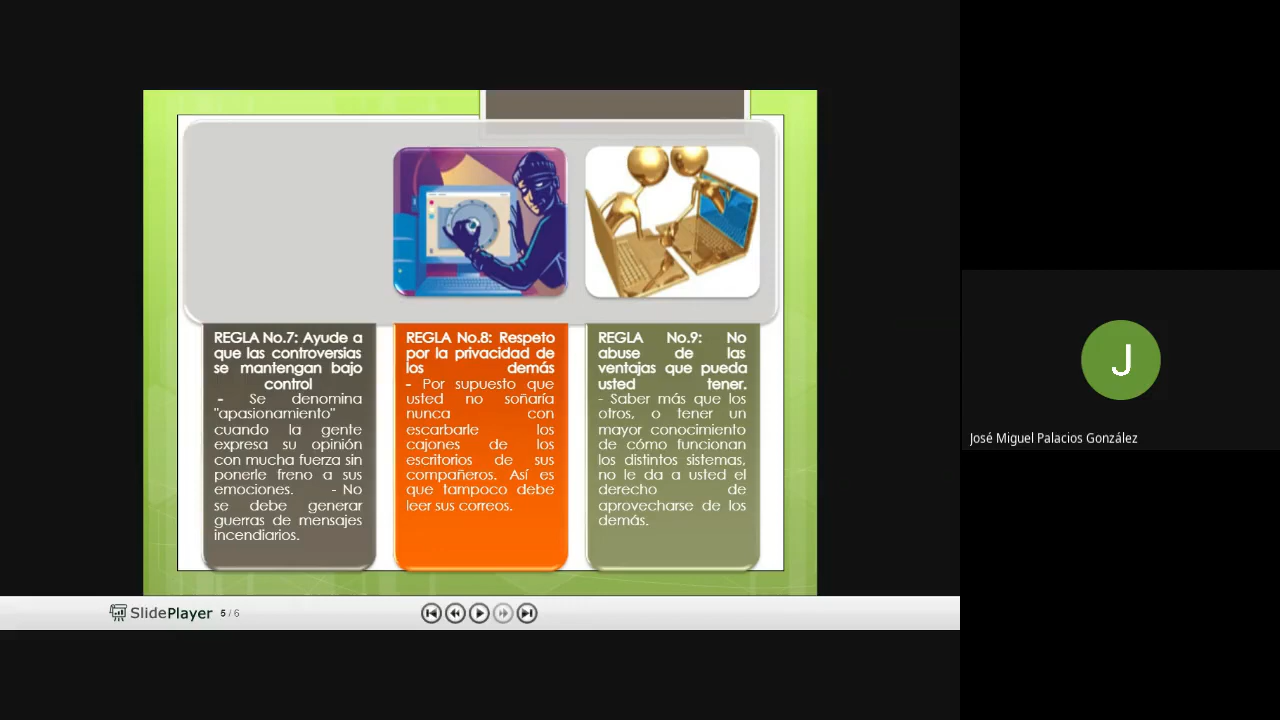 REGLA No.7: Ayude a
que las controversias
se mantengan bajo
control
- Se denomina
"apasionamiento"
cuando la gente
expresa su opinión
con mucha fuerza sin
ponerle freno a sus
emociones. - No
se debe generar
guerras de mensajes
incendiarios.
REGLA No.8: Respeto
por la privacidad de
los demás
- Por supuesto que
usted no soñaría
nunca con
escarbarle los
cajones de los
escritorios de sus
compañeros. Así es
que tampoco debe
leer sus correos.
REGLA No.9: No
abuse de las
ventajas que pueda
usted tener.
- Saber más que los
otros, o tener un
mayor conocimiento
de cómo funcionan
los distintos sistemas,
no le da a usted el
derecho de
aprovecharse de los
demás.
SlidePlayer 5 / 6
J
José Miguel Palacios González